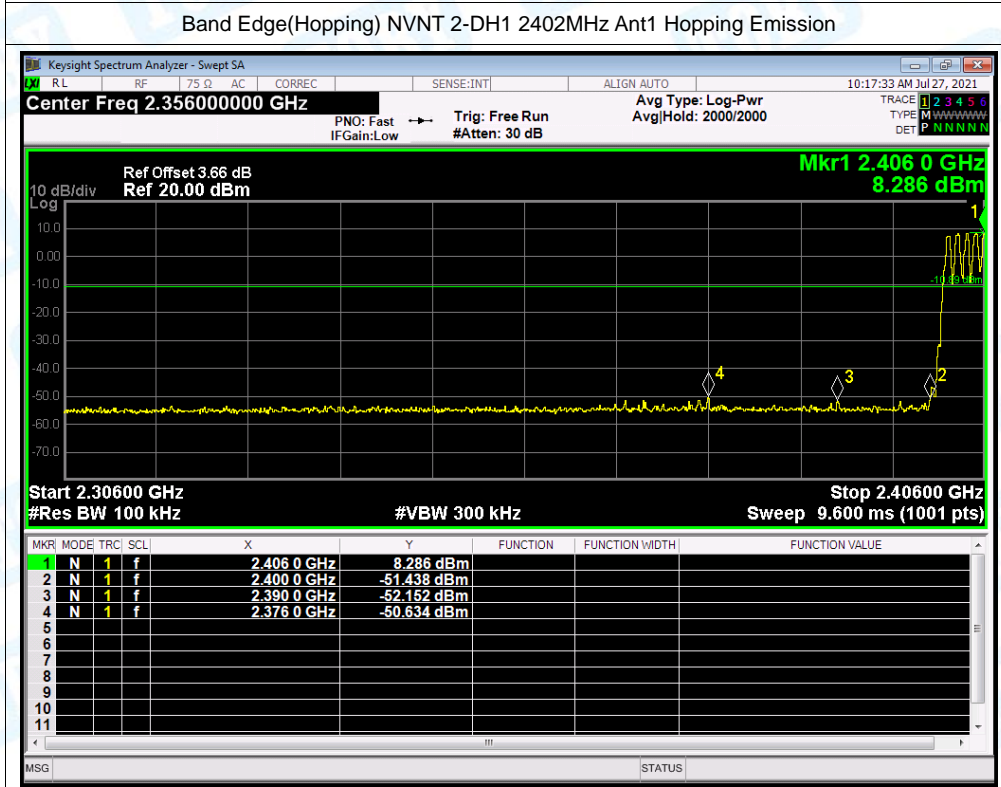 Band Edge(Hopping) NVNT 2-DH1 2402MHz Ant1 Hopping Emission
Keysight Spectrum Analyzer - Swept SA
LXI RL RF 75 Ω AC CORREC SENSE:INT ALIGN AUTO 10:17:33 AM Jul 27, 2021
Center Freq 2.356000000 GHz
PNO: Fast
IFGain:Low
Trig: Free Run
#Atten: 30 dB
Avg Type: Log-Pwr
Avg|Hold: 2000/2000
TRACE 1 2 3 4 5 6
TYPE M WWWWW
DET P N N N N N
Mkr1 2.406 0 GHz
8.286 dBm
Ref Offset 3.66 dB
10 dB/div Ref 20.00 dBm
Log
1
10.0
0.00
-10.0
-10.89 dBm
-20.0
-30.0
-40.0
4
3
2
-50.0
-60.0
-70.0
Start 2.30600 GHz Stop 2.40600 GHz
#Res BW 100 kHz #VBW 300 kHz Sweep 9.600 ms (1001 pts)
MKR MODE TRC SCL X Y FUNCTION FUNCTION WIDTH FUNCTION VALUE
1 N 1 f 2.406 0 GHz 8.286 dBm
2 N 1 f 2.400 0 GHz -51.438 dBm
3 N 1 f 2.390 0 GHz -52.152 dBm
4 N 1 f 2.376 0 GHz -50.634 dBm
5
6
7
8
9
10
11
MSG STATUS